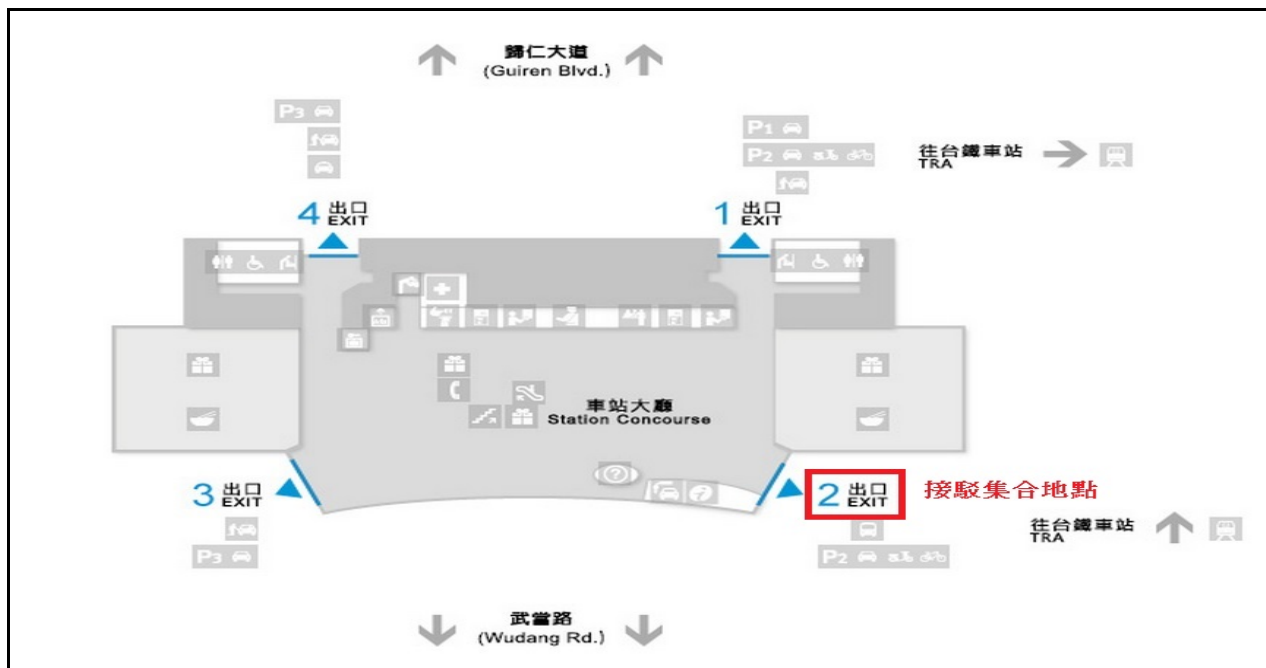 歸仁大道
(Guiren Blvd.)
P3
P1
P2
往台鐵車站
TRA
4 出口
EXIT
1 出口
EXIT
車站大廳
Station Concourse
3 出口
EXIT
2 出口
EXIT
接駁集合地點
P3
P2
往台鐵車站
TRA
武當路
(Wudang Rd.)